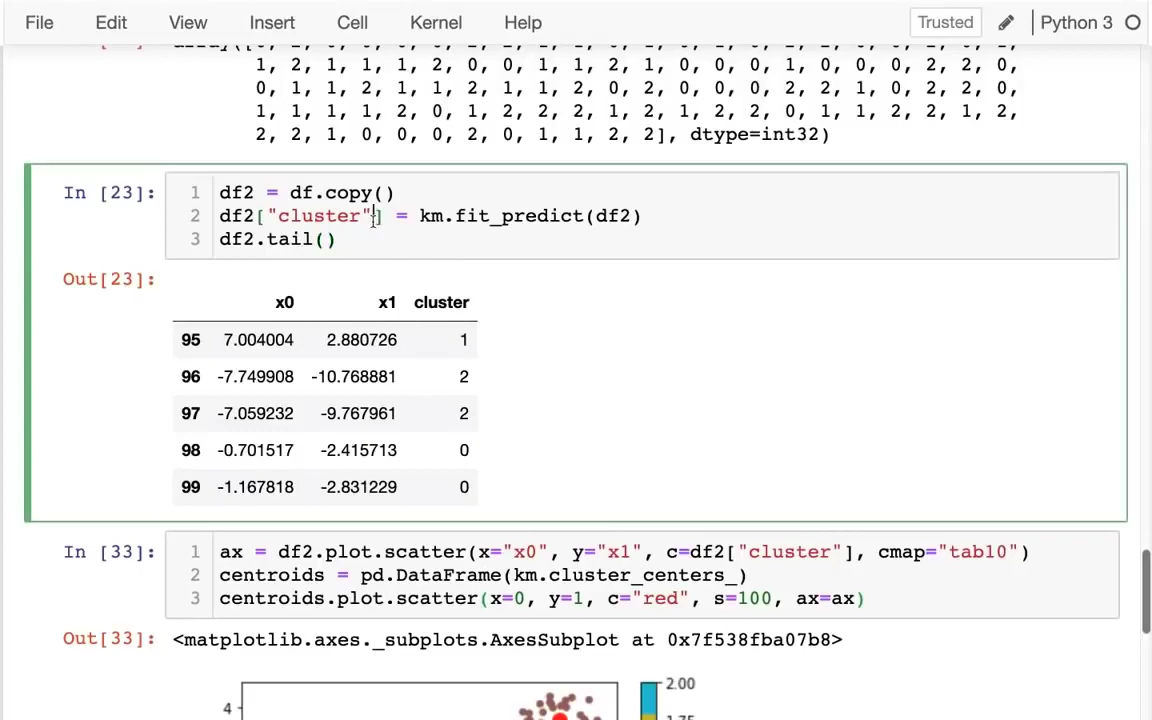 File Edit View Insert Cell Kernel Help Trusted Python 3
1, 2, 1, 1, 1, 2, 0, 0, 1, 1, 2, 1, 0, 0, 0, 1, 0, 0, 0, 2, 2, 0,
0, 1, 1, 2, 1, 1, 2, 1, 1, 2, 0, 2, 0, 0, 0, 2, 2, 1, 0, 2, 2, 0,
1, 1, 1, 1, 2, 0, 1, 2, 2, 2, 1, 2, 1, 2, 2, 0, 1, 1, 2, 2, 1, 2,
2, 2, 1, 0, 0, 0, 2, 0, 1, 1, 2, 2], dtype=int32)
In [23]: 1 df2 = df.copy()
2 df2["cluster"] = km.fit_predict(df2)
3 df2.tail()
Out[23]:
x0 x1 cluster
95 7.004004 2.880726 1
96 -7.749908 -10.768881 2
97 -7.059232 -9.767961 2
98 -0.701517 -2.415713 0
99 -1.167818 -2.831229 0
In [33]: 1 ax = df2.plot.scatter(x="x0", y="x1", c=df2["cluster"], cmap="tab10")
2 centroids = pd.DataFrame(km.cluster_centers_)
3 centroids.plot.scatter(x=0, y=1, c="red", s=100, ax=ax)
Out[33]: <matplotlib.axes._subplots.AxesSubplot at 0x7f538fba07b8>
2.00
4